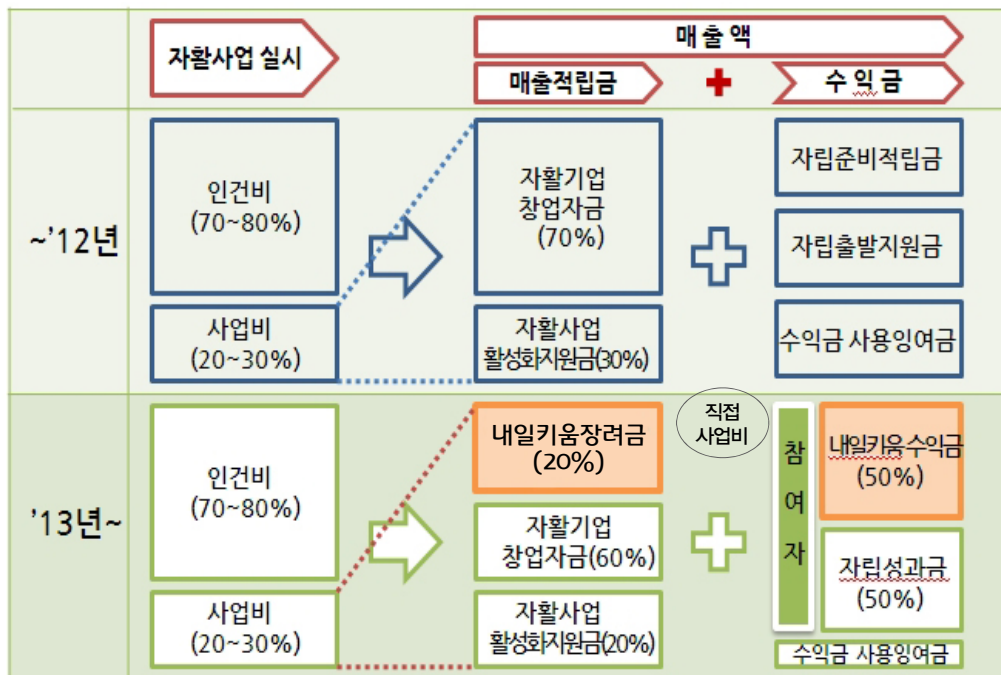 자활사업 실시
매 출 액
매출적립금
수 익 금
~'12년
인건비
(70~80%)
사업비
(20~30%)
자활기업
창업자금
(70%)
자활사업
활성화지원금(30%)
자립준비적립금
자립출발지원금
수익금 사용잉여금
'13년~
인건비
(70~80%)
사업비
(20~30%)
내일키움장려금
(20%)
자활기업
창업자금(60%)
자활사업
활성화지원금(20%)
직접
사업비
참
여
자
내일키움 수익금
(50%)
자립성과금
(50%)
수익금 사용잉여금